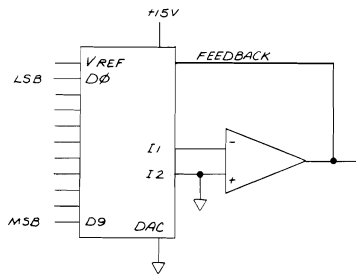 +15V
VREF
FEEDBACK
LSB DØ
I1
-
I2
+
MSB D9
DAC